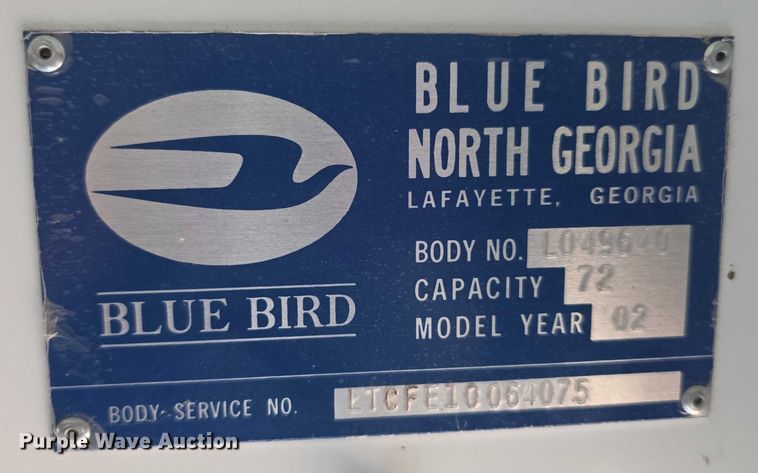 BLUE BIRD
NORTH GEORGIA
LAFAYETTE, GEORGIA
BLUE BIRD
BODY NO.
CAPACITY 72
MODEL YEAR 02
BODY-SERVICE NO. LTCFE10064075
Purple Wave Auction